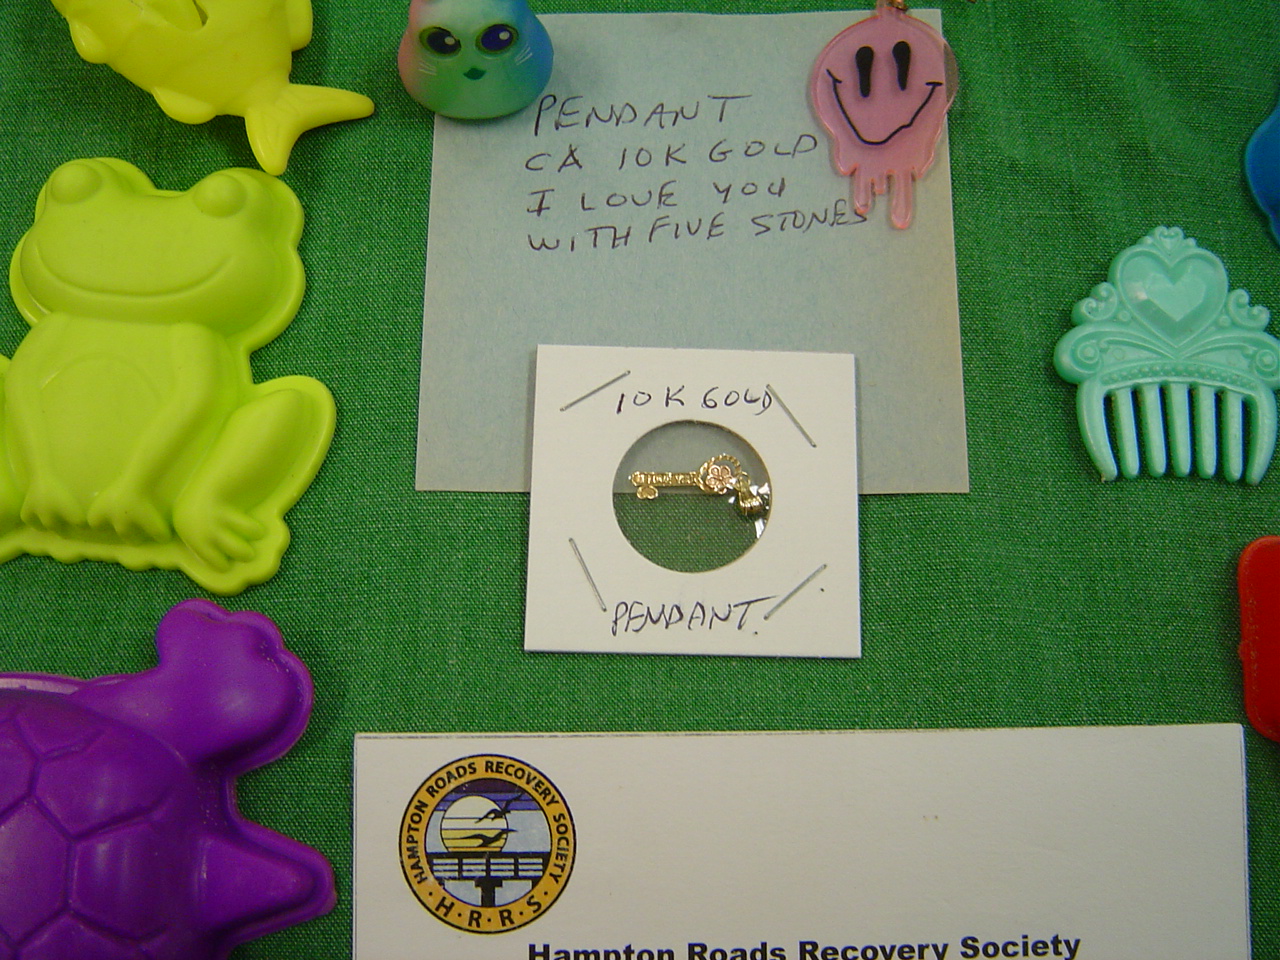 PENDANT
CA 10K GOLD
I LOVE YOU
WITH FIVE STONES
10K GOLD
PENDANT.
HAMPTON ROADS RECOVERY SOCIETY
· H · R · R · S ·
Hampton Roads Recovery Society